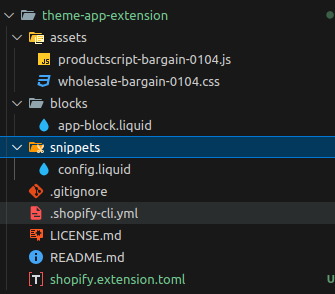 theme-app-extension
assets
productscript-bargain-0104.js
wholesale-bargain-0104.css
blocks
app-block.liquid
snippets
config.liquid
.gitignore
.shopify-cli.yml
LICENSE.md
README.md
shopify.extension.toml U